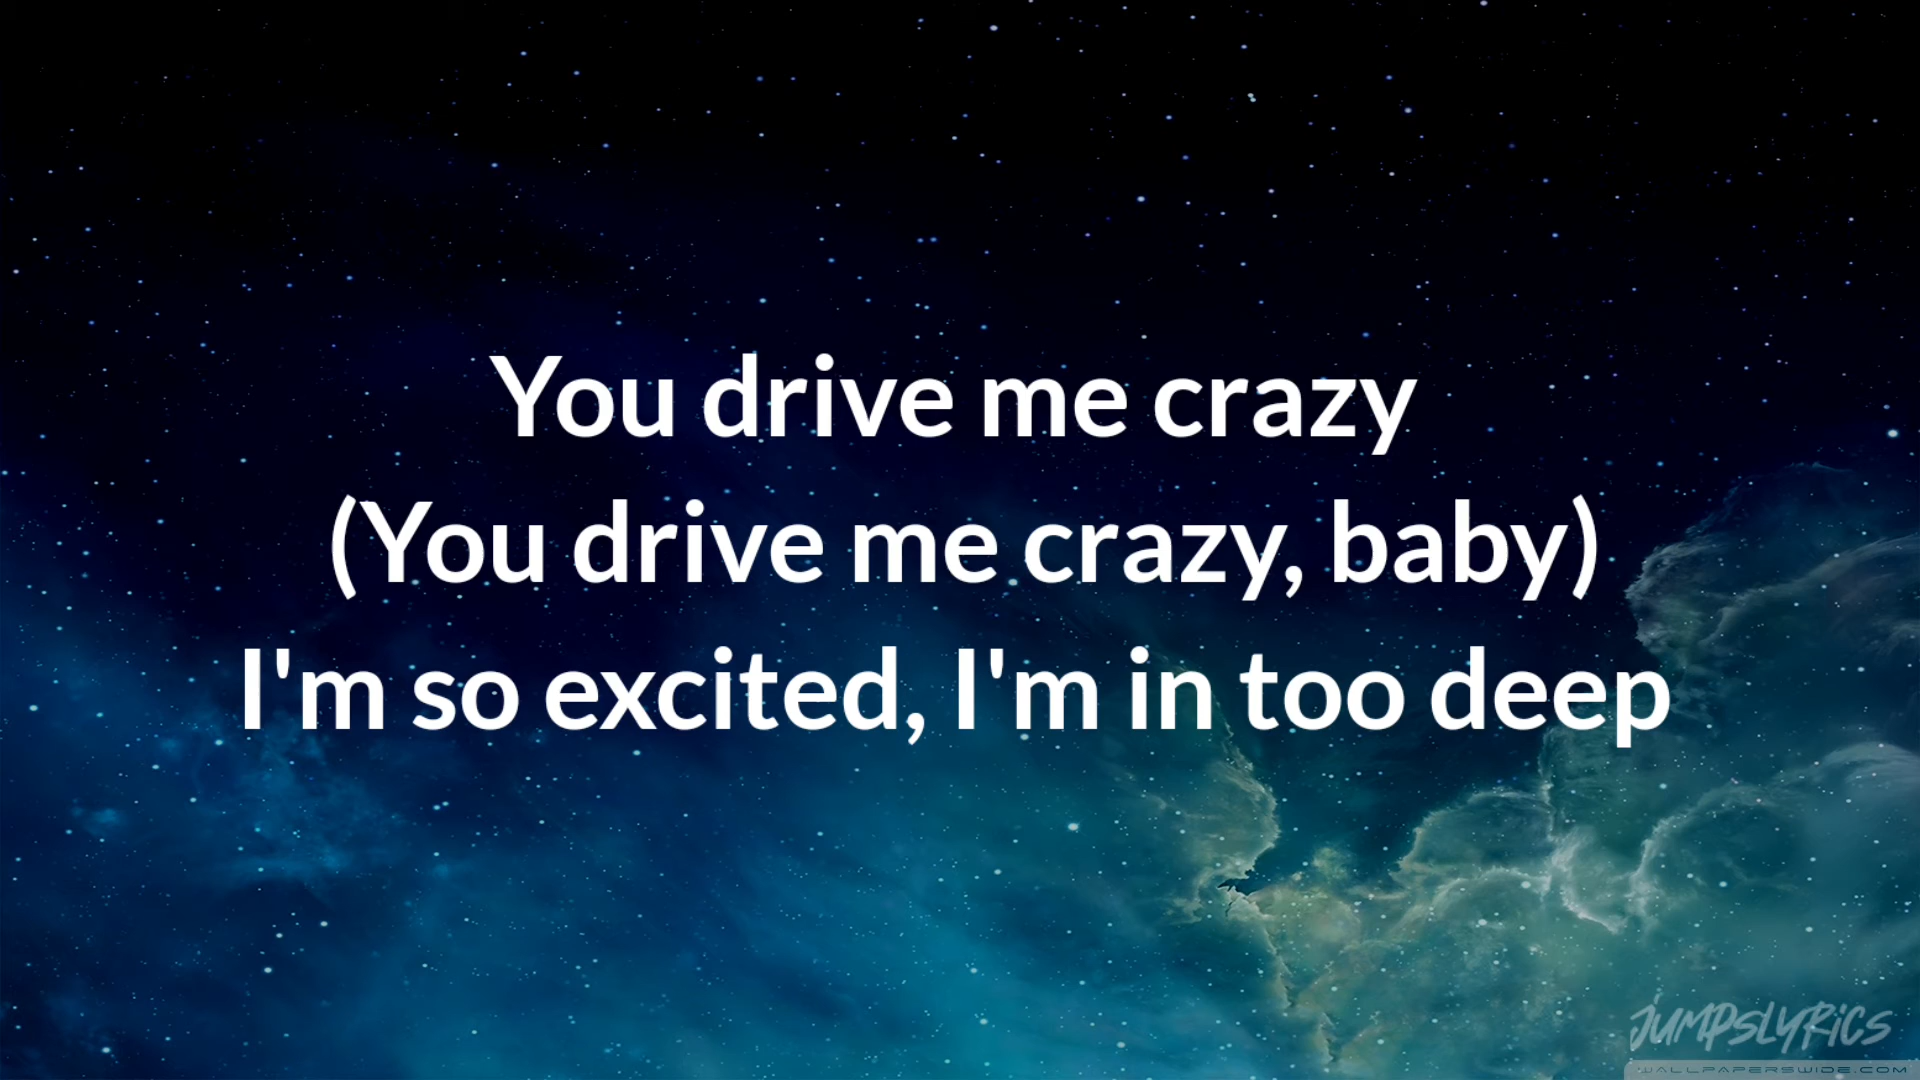 You drive me crazy
(You drive me crazy, baby)
I'm so excited, I'm in too deep
JUMPSLYRICS
WALLPAPERSWIDE.COM